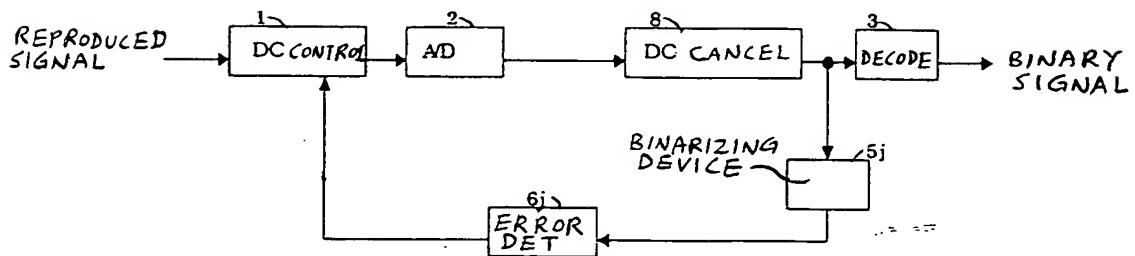 REPRODUCED
SIGNAL
1
DC CONTROL
2
A/D
8
DC CANCEL
3
DECODE
BINARY
SIGNAL
BINARIZING
DEVICE
5j
6j
ERROR
DET